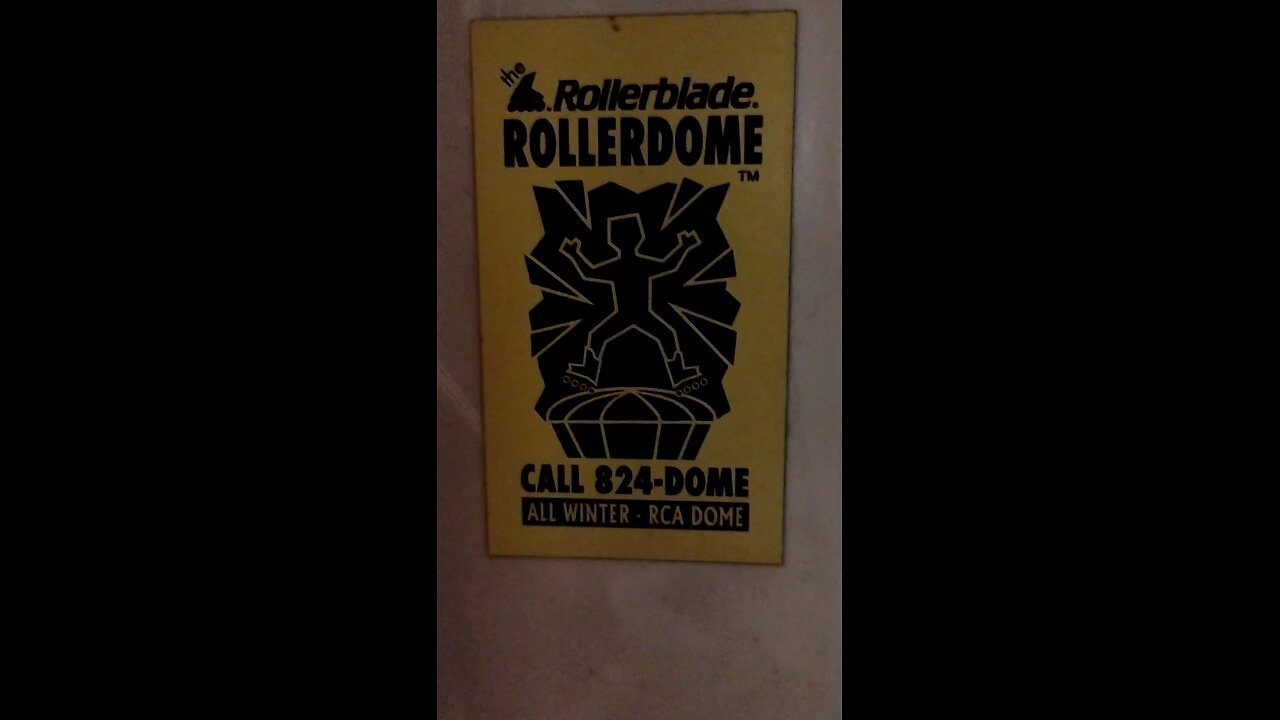 the
Rollerblade.
ROLLERDOME
TM
CALL 824-DOME
ALL WINTER · RCA DOME